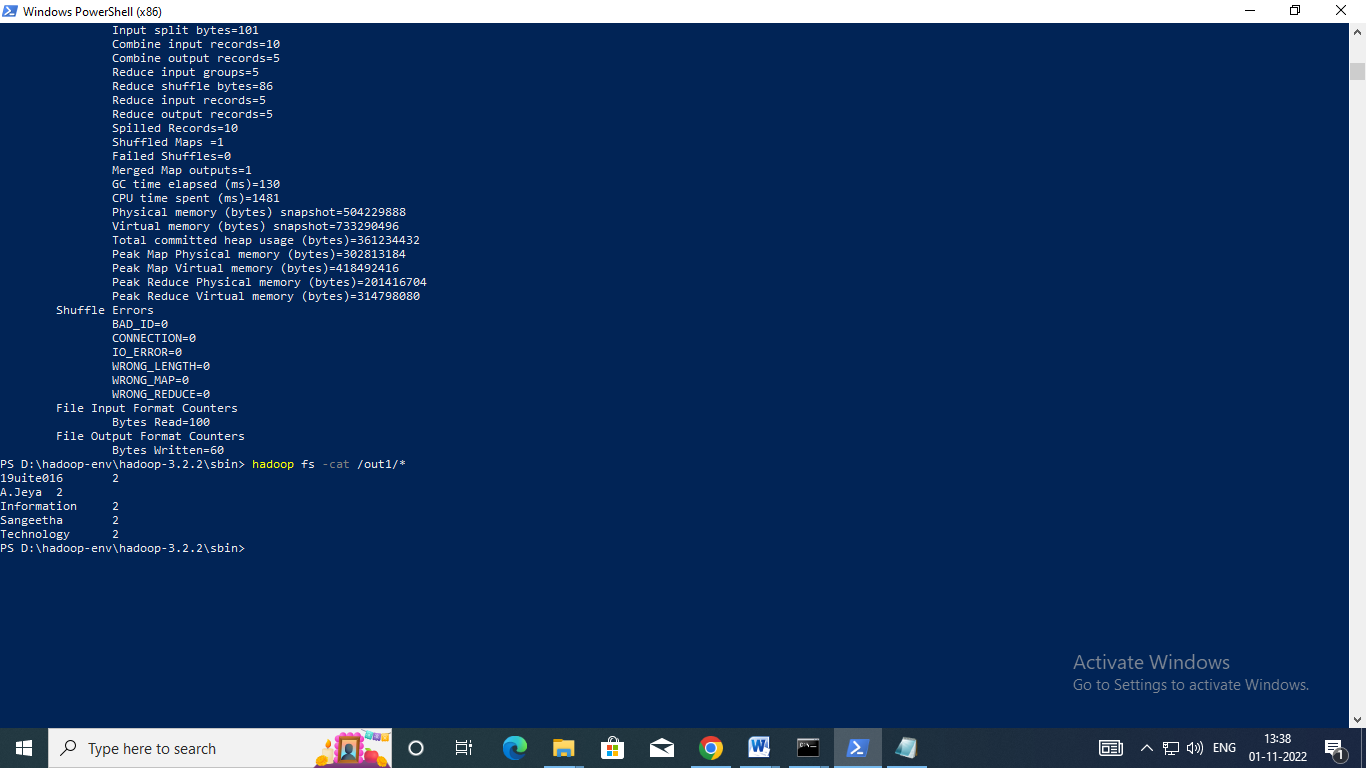 Windows PowerShell (x86)
Input split bytes=101
Combine input records=10
Combine output records=5
Reduce input groups=5
Reduce shuffle bytes=86
Reduce input records=5
Reduce output records=5
Spilled Records=10
Shuffled Maps =1
Failed Shuffles=0
Merged Map outputs=1
GC time elapsed (ms)=130
CPU time spent (ms)=1481
Physical memory (bytes) snapshot=504229888
Virtual memory (bytes) snapshot=733290496
Total committed heap usage (bytes)=361234432
Peak Map Physical memory (bytes)=302813184
Peak Map Virtual memory (bytes)=418492416
Peak Reduce Physical memory (bytes)=201416704
Peak Reduce Virtual memory (bytes)=314798080
Shuffle Errors
BAD_ID=0
CONNECTION=0
IO_ERROR=0
WRONG_LENGTH=0
WRONG_MAP=0
WRONG_REDUCE=0
File Input Format Counters
Bytes Read=100
File Output Format Counters
Bytes Written=60
PS D:\hadoop-env\hadoop-3.2.2\sbin> hadoop fs -cat /out1/*
19uite016 2
A.Jeya 2
Information 2
Sangeetha 2
Technology 2
PS D:\hadoop-env\hadoop-3.2.2\sbin>
Activate Windows
Go to Settings to activate Windows.
Type here to search
ENG
13:38
01-11-2022
1